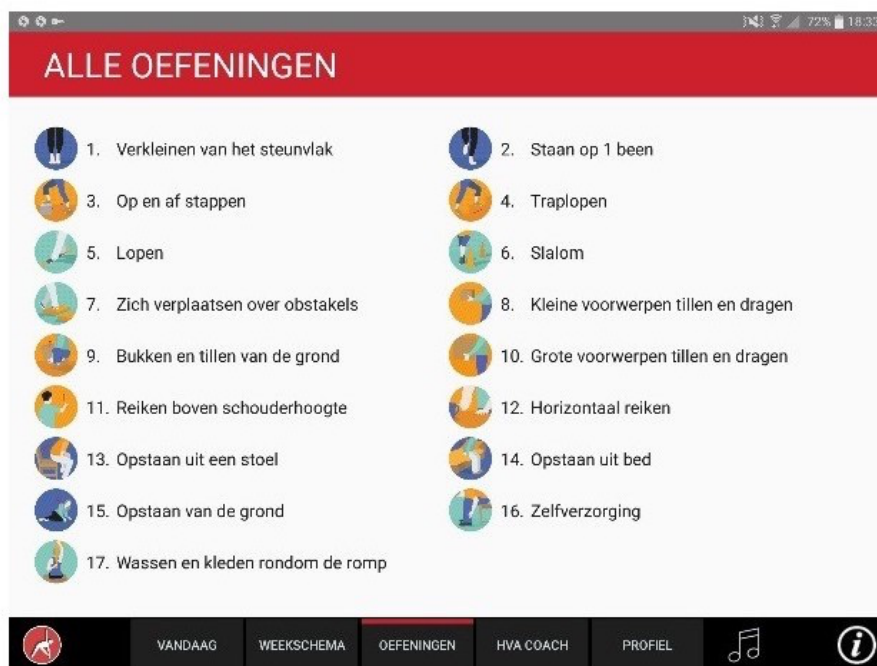 72% 18:33
ALLE OEFENINGEN
1. Verkleinen van het steunvlak
2. Staan op 1 been
3. Op en af stappen
4. Traplopen
5. Lopen
6. Slalom
7. Zich verplaatsen over obstakels
8. Kleine voorwerpen tillen en dragen
9. Bukken en tillen van de grond
10. Grote voorwerpen tillen en dragen
11. Reiken boven schouderhoogte
12. Horizontaal reiken
13. Opstaan uit een stoel
14. Opstaan uit bed
15. Opstaan van de grond
16. Zelfverzorging
17. Wassen en kleden rondom de romp
VANDAAG WEEKSCHEMA OEFENINGEN HVA COACH PROFIEL